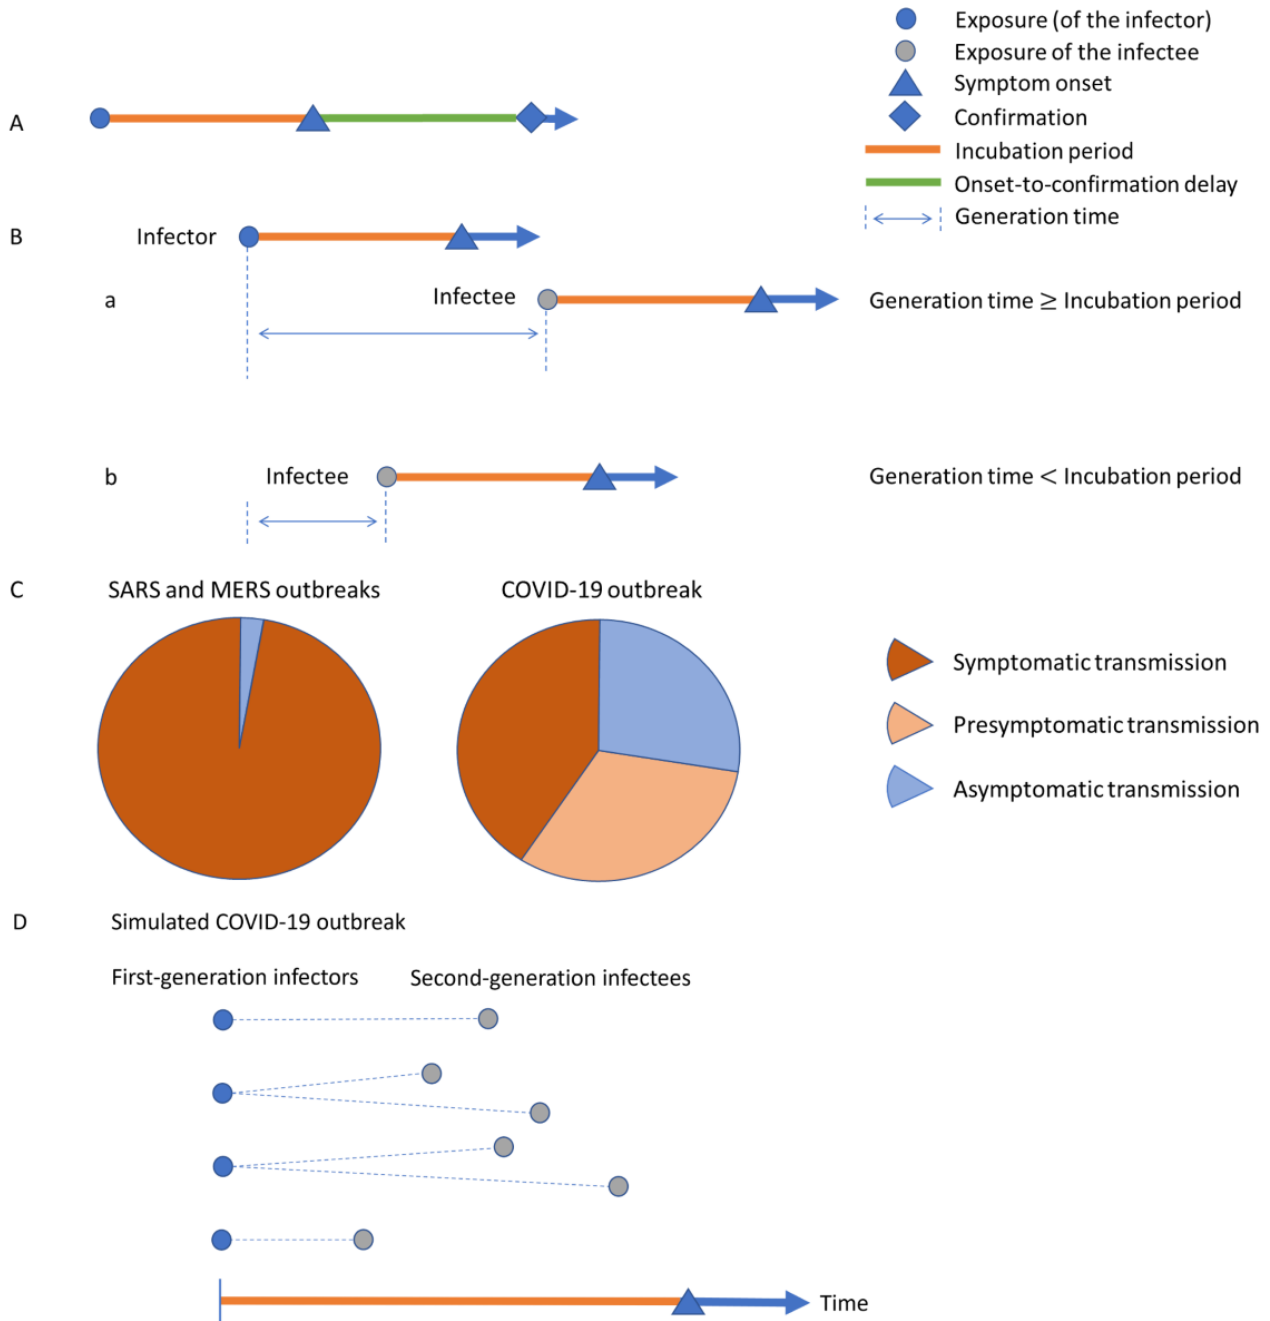 Exposure (of the infector)
Exposure of the infectee
Symptom onset
Confirmation
Incubation period
Onset-to-confirmation delay
Generation time
A
B
Infector
a
Infectee
Generation time ≥ Incubation period
b
Infectee
Generation time < Incubation period
C
SARS and MERS outbreaks
COVID-19 outbreak
Symptomatic transmission
Presymptomatic transmission
Asymptomatic transmission
D
Simulated COVID-19 outbreak
First-generation infectors
Second-generation infectees
Time